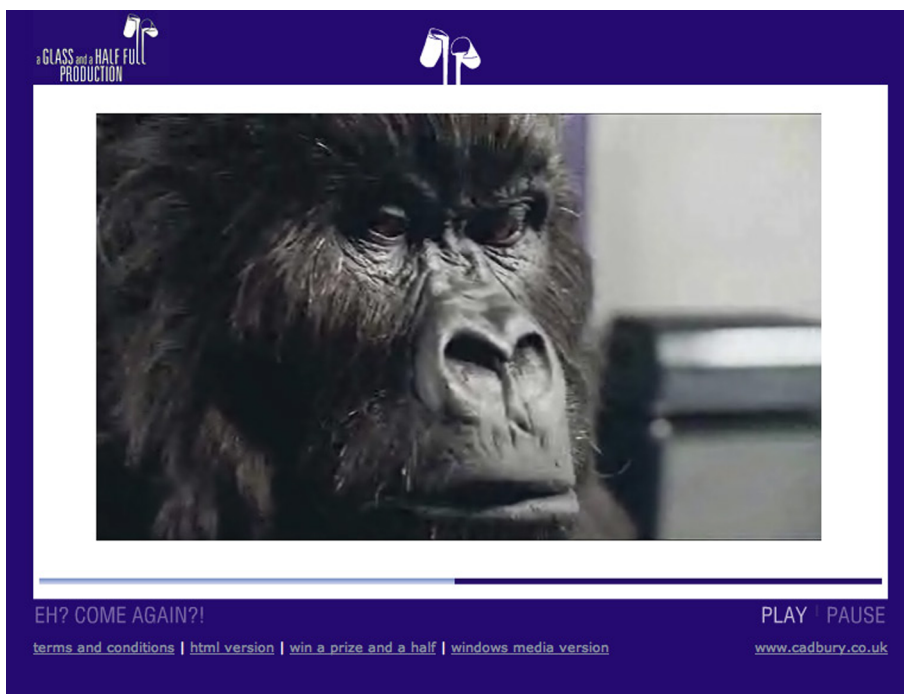 a GLASS and a HALF FULL
PRODUCTION
EH? COME AGAIN?!
PLAY | PAUSE
terms and conditions | html version | win a prize and a half | windows media version
www.cadbury.co.uk